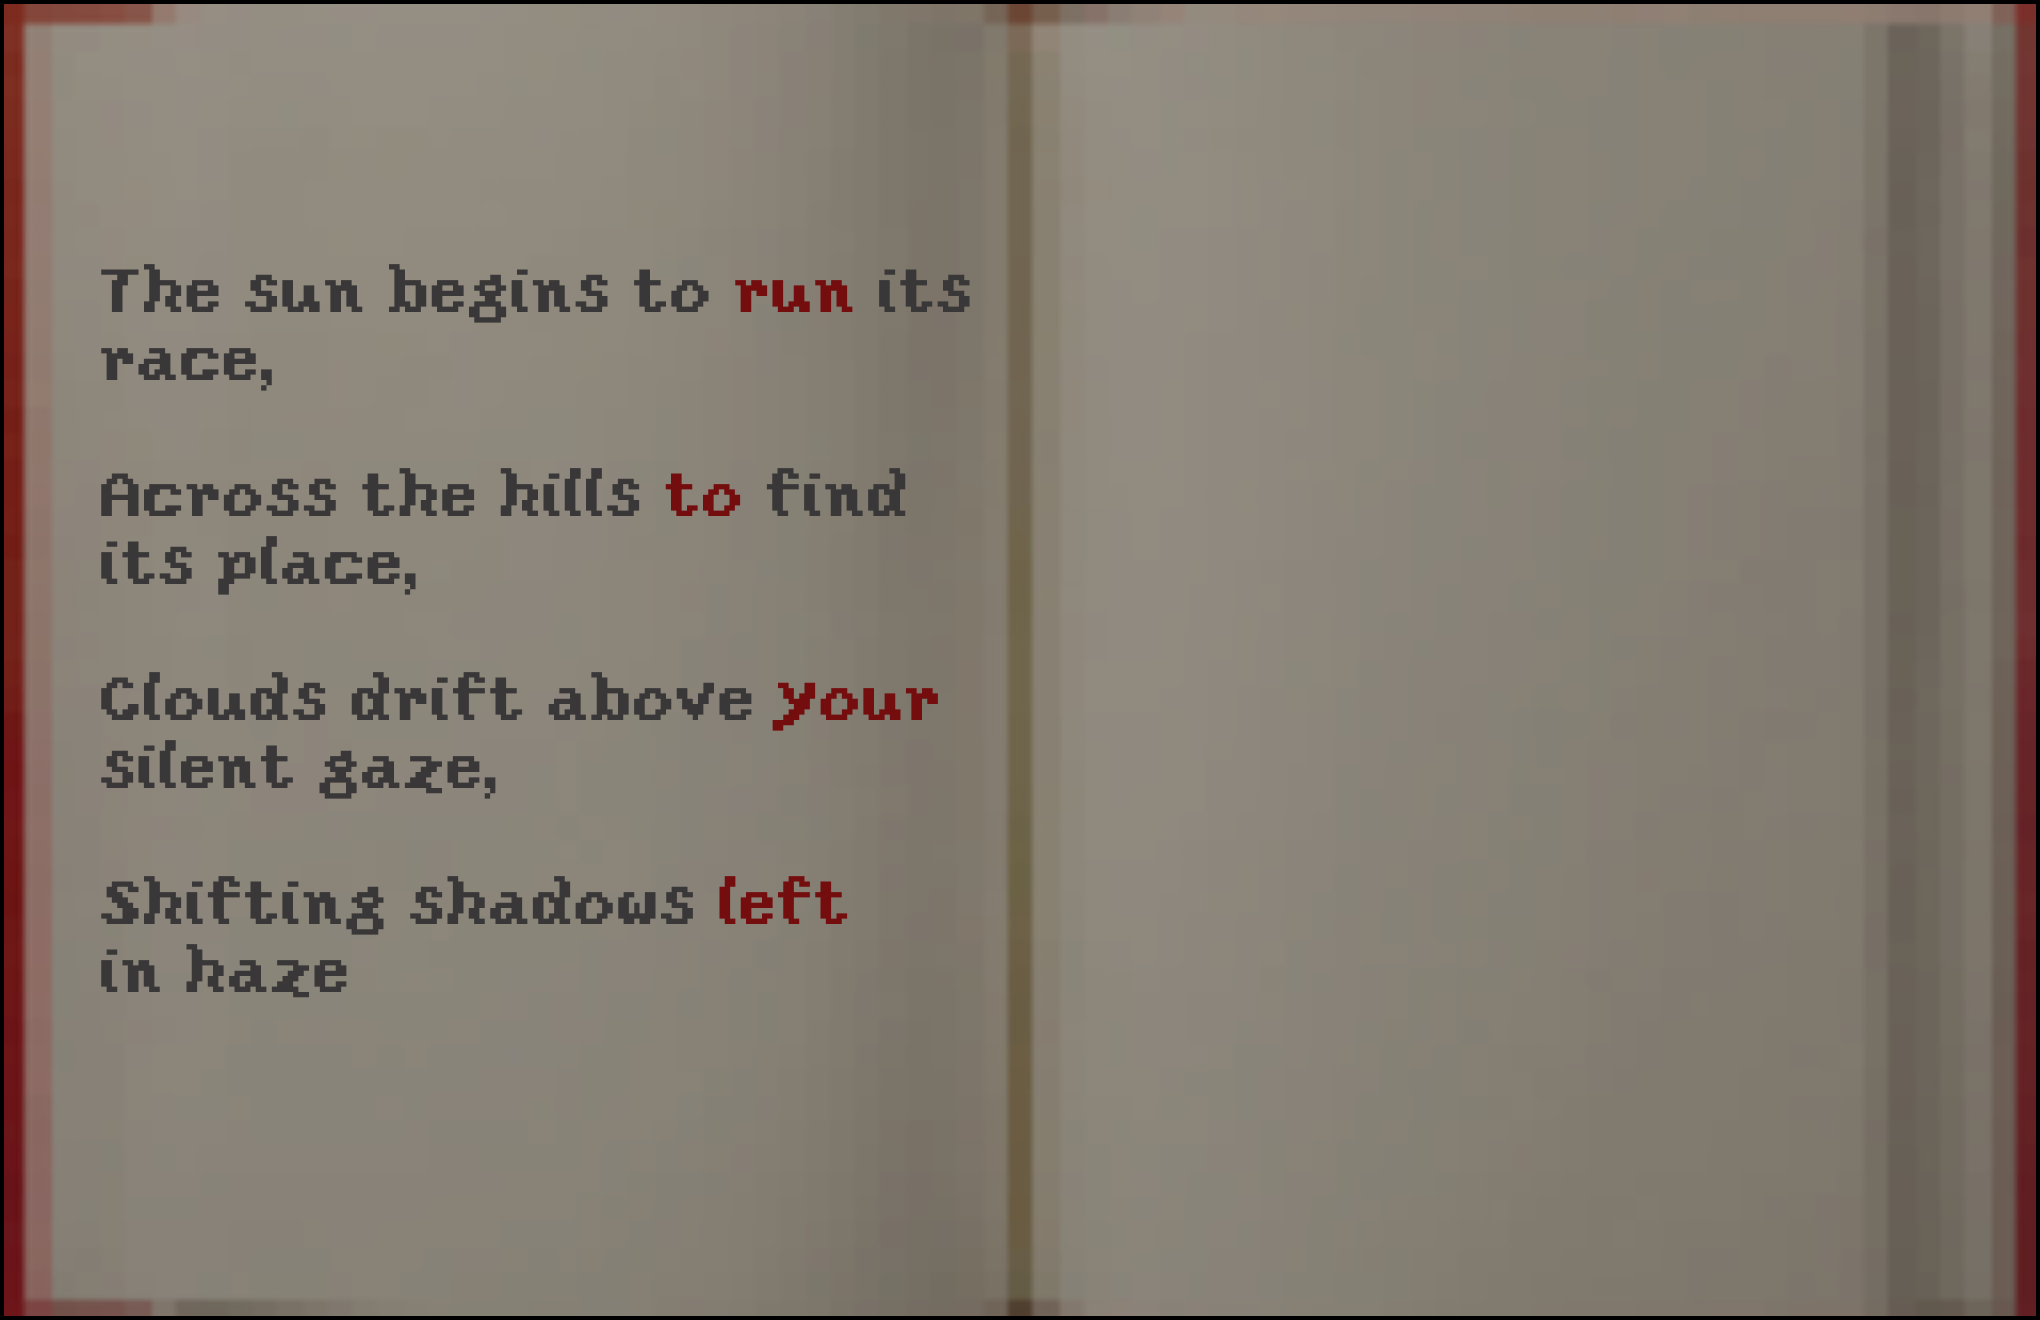 The sun begins to run its
race,
Across the hills to find
its place,
Clouds drift above your
silent gaze,
Shifting shadows left
in haze